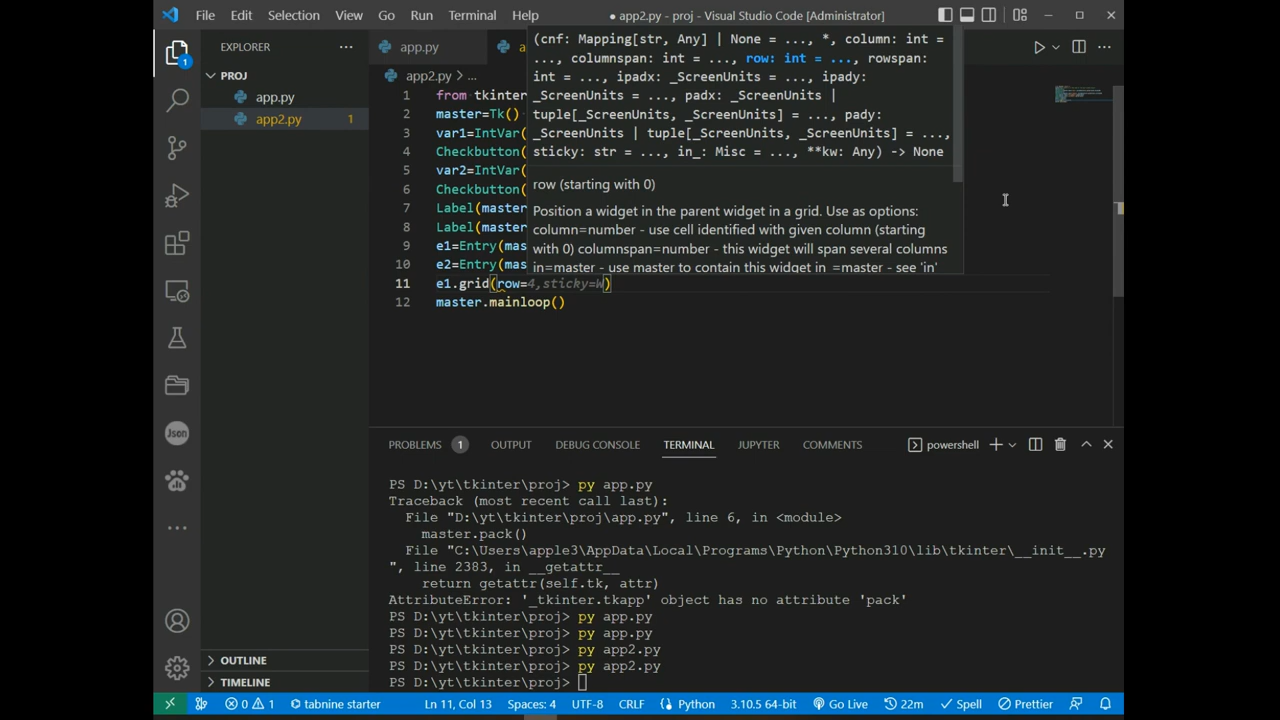 File Edit Selection View Go Run Terminal Help
● app2.py - proj - Visual Studio Code [Administrator]
EXPLORER
PROJ
app.py
app2.py 1
OUTLINE
TIMELINE
1
Json
app.py
a
app2.py > ...
1 from tkinter
2 master=Tk()
3 var1=IntVar(
4 Checkbutton(
5 var2=IntVar(
6 Checkbutton(
7 Label(master
8 Label(master
9 e1=Entry(mas
10 e2=Entry(mas
11 e1.grid(row=4,sticky=W)
12 master.mainloop()
(cnf: Mapping[str, Any] | None = ..., *, column: int =
..., columnspan: int = ..., row: int = ..., rowspan:
int = ..., ipadx: _ScreenUnits = ..., ipady:
_ScreenUnits = ..., padx: _ScreenUnits |
tuple[_ScreenUnits, _ScreenUnits] = ..., pady:
_ScreenUnits | tuple[_ScreenUnits, _ScreenUnits] = ...,
sticky: str = ..., in_: Misc = ..., **kw: Any) -> None
row (starting with 0)
Position a widget in the parent widget in a grid. Use as options:
column=number - use cell identified with given column (starting
with 0) columnspan=number - this widget will span several columns
in=master - use master to contain this widget in =master - see 'in'
PROBLEMS 1 OUTPUT DEBUG CONSOLE TERMINAL JUPYTER COMMENTS
powershell
PS D:\yt\tkinter\proj> py app.py
Traceback (most recent call last):
File "D:\yt\tkinter\proj\app.py", line 6, in <module>
master.pack()
File "C:\Users\apple3\AppData\Local\Programs\Python\Python310\lib\tkinter\__init__.py
", line 2383, in __getattr__
return getattr(self.tk, attr)
AttributeError: '_tkinter.tkapp' object has no attribute 'pack'
PS D:\yt\tkinter\proj> py app.py
PS D:\yt\tkinter\proj> py app.py
PS D:\yt\tkinter\proj> py app2.py
PS D:\yt\tkinter\proj> py app2.py
PS D:\yt\tkinter\proj>
0 1 tabnine starter Ln 11, Col 13 Spaces: 4 UTF-8 CRLF Python 3.10.5 64-bit Go Live 22m Spell Prettier